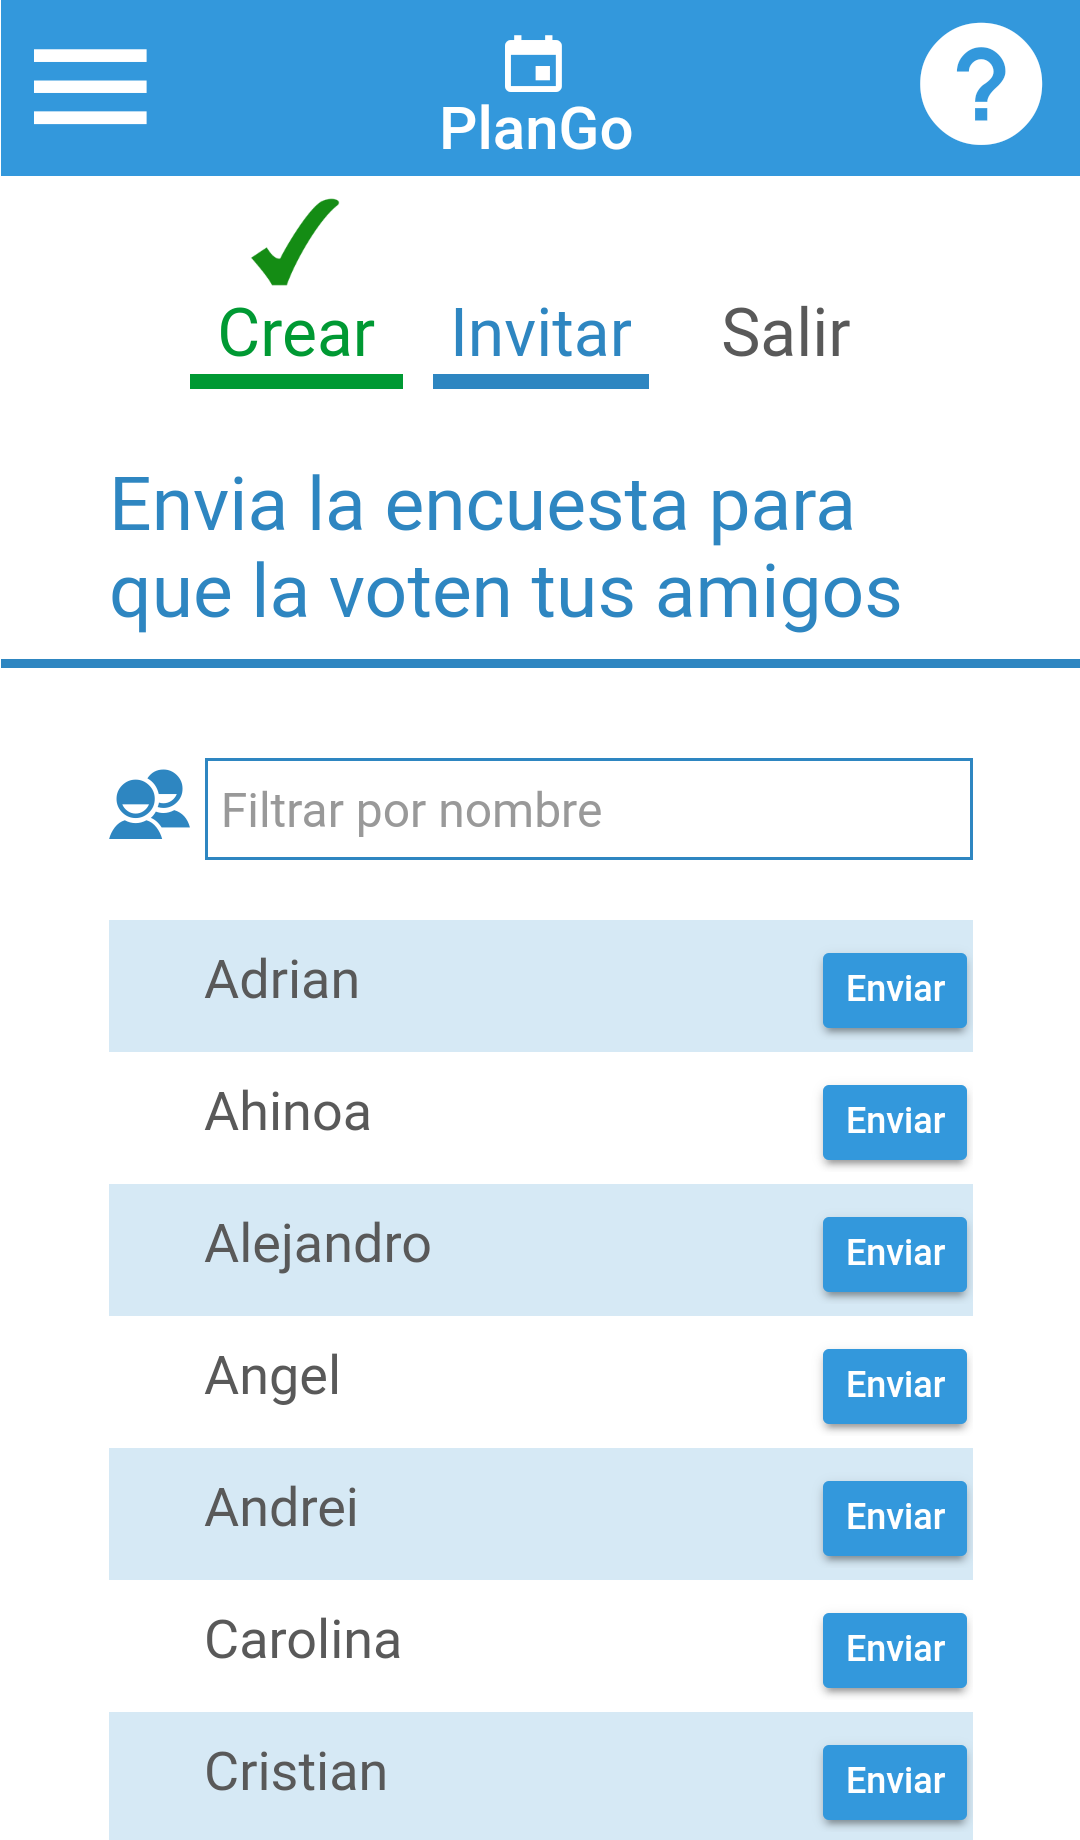 PlanGo
?
Crear Invitar Salir
Envia la encuesta para
que la voten tus amigos
Filtrar por nombre
Adrian Enviar
Ahinoa Enviar
Alejandro Enviar
Angel Enviar
Andrei Enviar
Carolina Enviar
Cristian Enviar